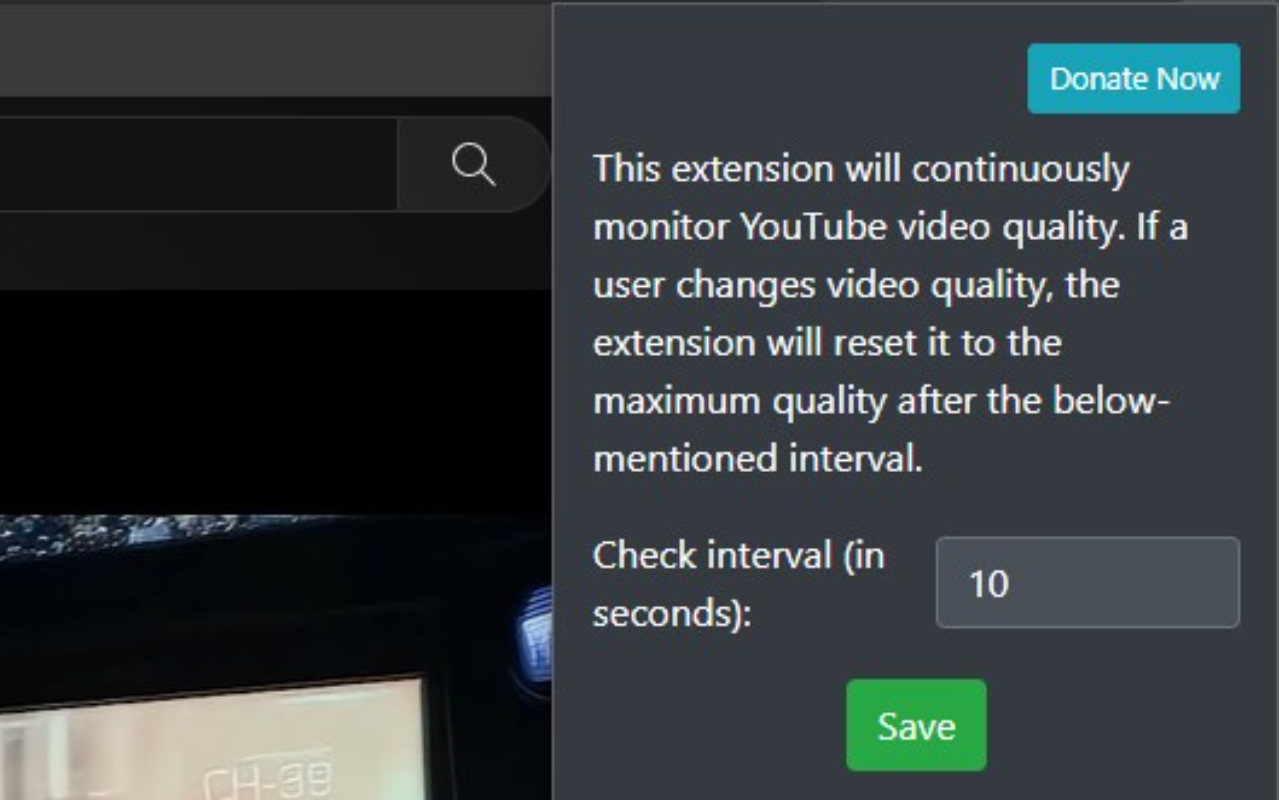 Donate Now
This extension will continuously
monitor YouTube video quality. If a
user changes video quality, the
extension will reset it to the
maximum quality after the below-
mentioned interval.
Check interval (in
seconds):
10
Save
CH-39